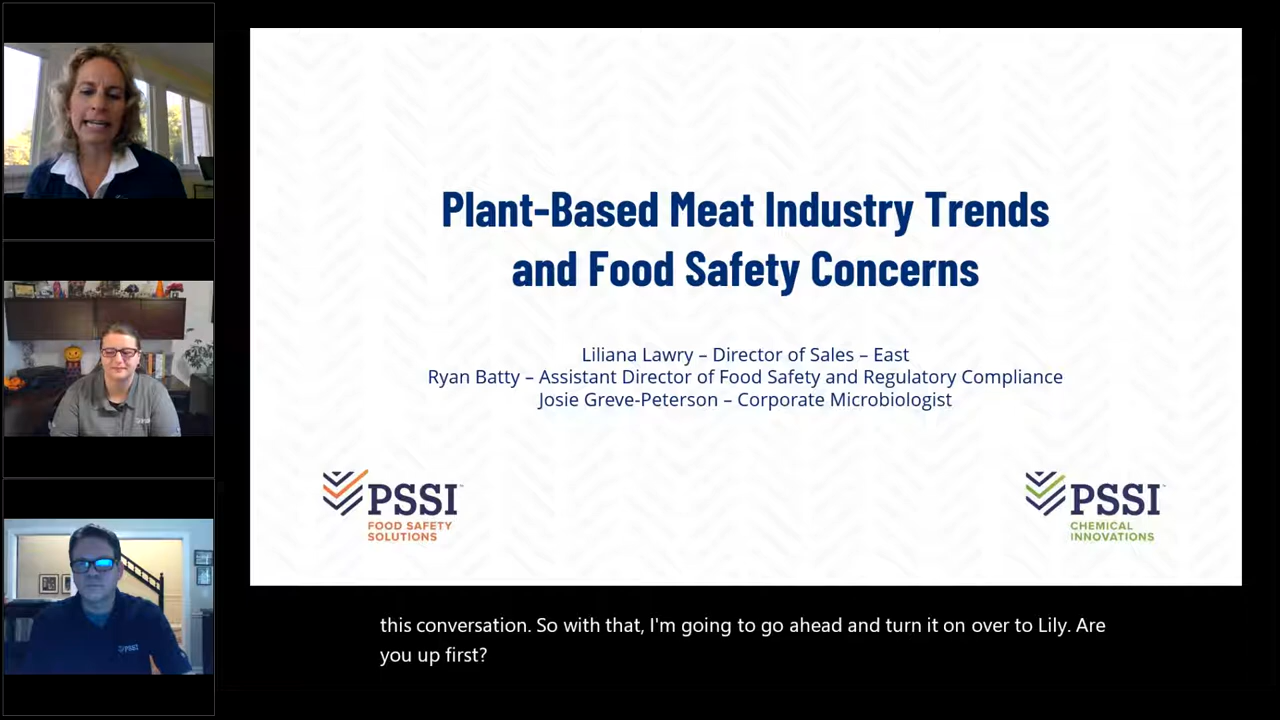 Plant-Based Meat Industry Trends
and Food Safety Concerns
Liliana Lawry – Director of Sales – East
Ryan Batty – Assistant Director of Food Safety and Regulatory Compliance
Josie Greve-Peterson – Corporate Microbiologist
PSSI™
FOOD SAFETY
SOLUTIONS
PSSI™
CHEMICAL
INNOVATIONS
this conversation. So with that, I'm going to go ahead and turn it on over to Lily. Are
you up first?
PSSI